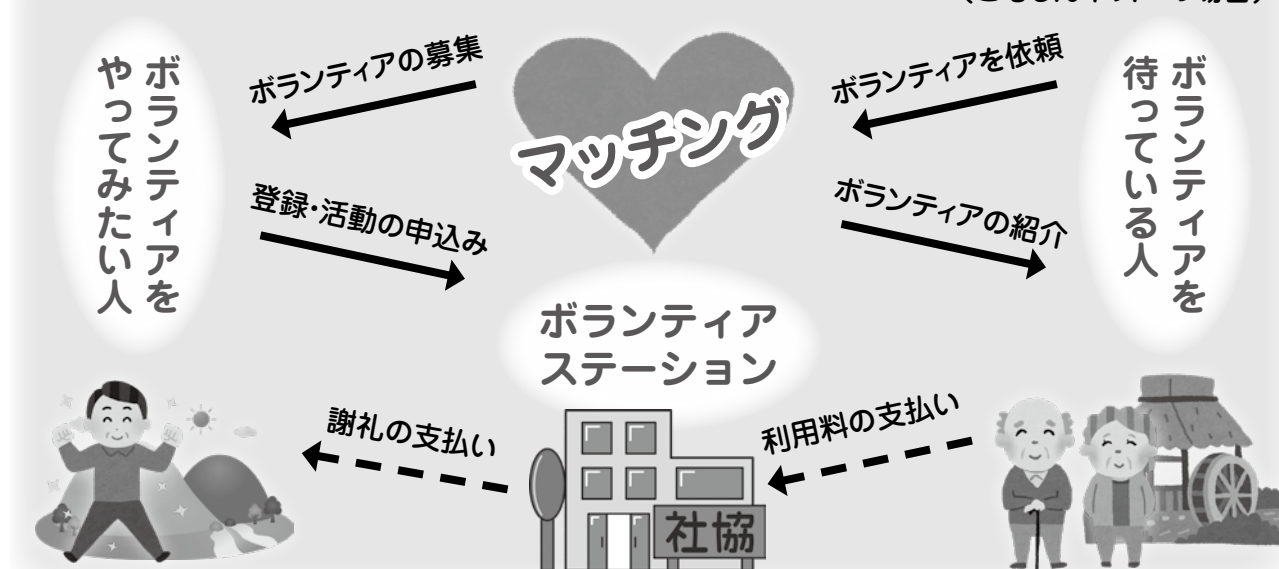 ボランティアを
やってみたい人
ボランティアの募集
登録・活動の申込み
マッチング
ボランティアを依頼
ボランティアの紹介
ボランティアを
待っている人
ボランティア
ステーション
謝礼の支払い
利用料の支払い
社協